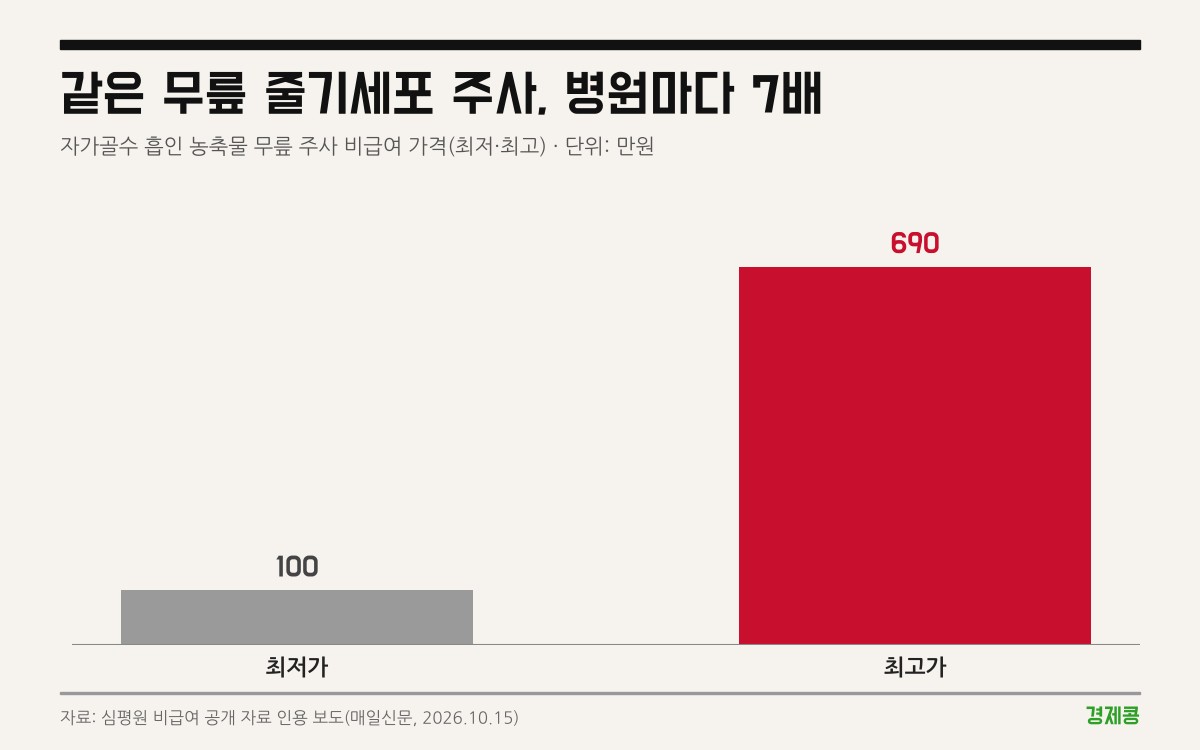 같은 무릎 줄기세포 주사, 병원마다 7배
자가골수 흡인 농축물 무릎 주사 비급여 가격(최저·최고) · 단위: 만원
690
100
최저가
최고가
자료: 심평원 비급여 공개 자료 인용 보도(매일신문, 2026.10.15)
경제콩